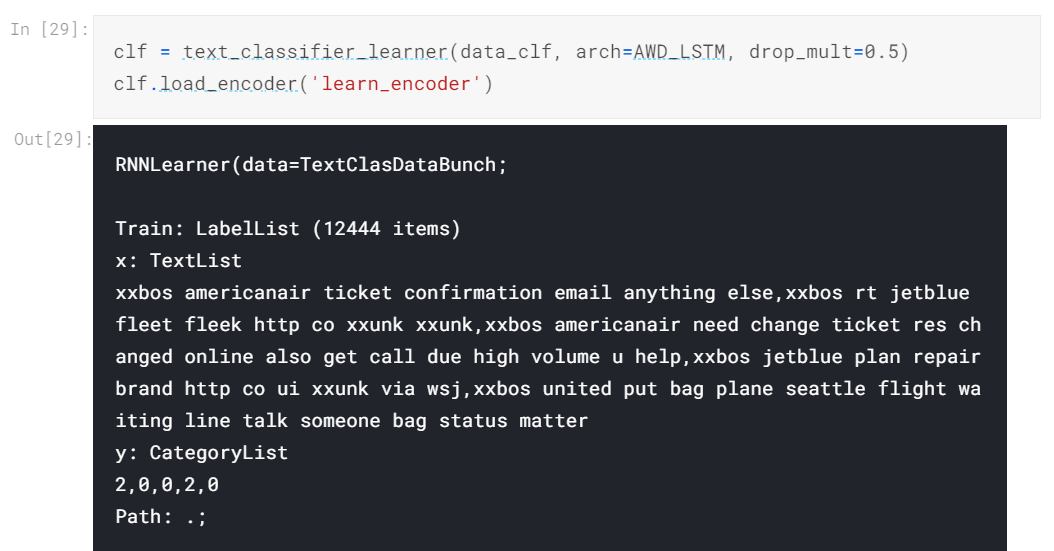 In [29]:
clf = text_classifier_learner(data_clf, arch=AWD_LSTM, drop_mult=0.5)
clf.load_encoder('learn_encoder')
Out[29]:
RNNLearner(data=TextClasDataBunch;
Train: LabelList (12444 items)
x: TextList
xxbos americanair ticket confirmation email anything else,xxbos rt jetblue
fleet fleek http co xxunk xxunk,xxbos americanair need change ticket res ch
anged online also get call due high volume u help,xxbos jetblue plan repair
brand http co ui xxunk via wsj,xxbos united put bag plane seattle flight wa
iting line talk someone bag status matter
y: CategoryList
2,0,0,2,0
Path: .;